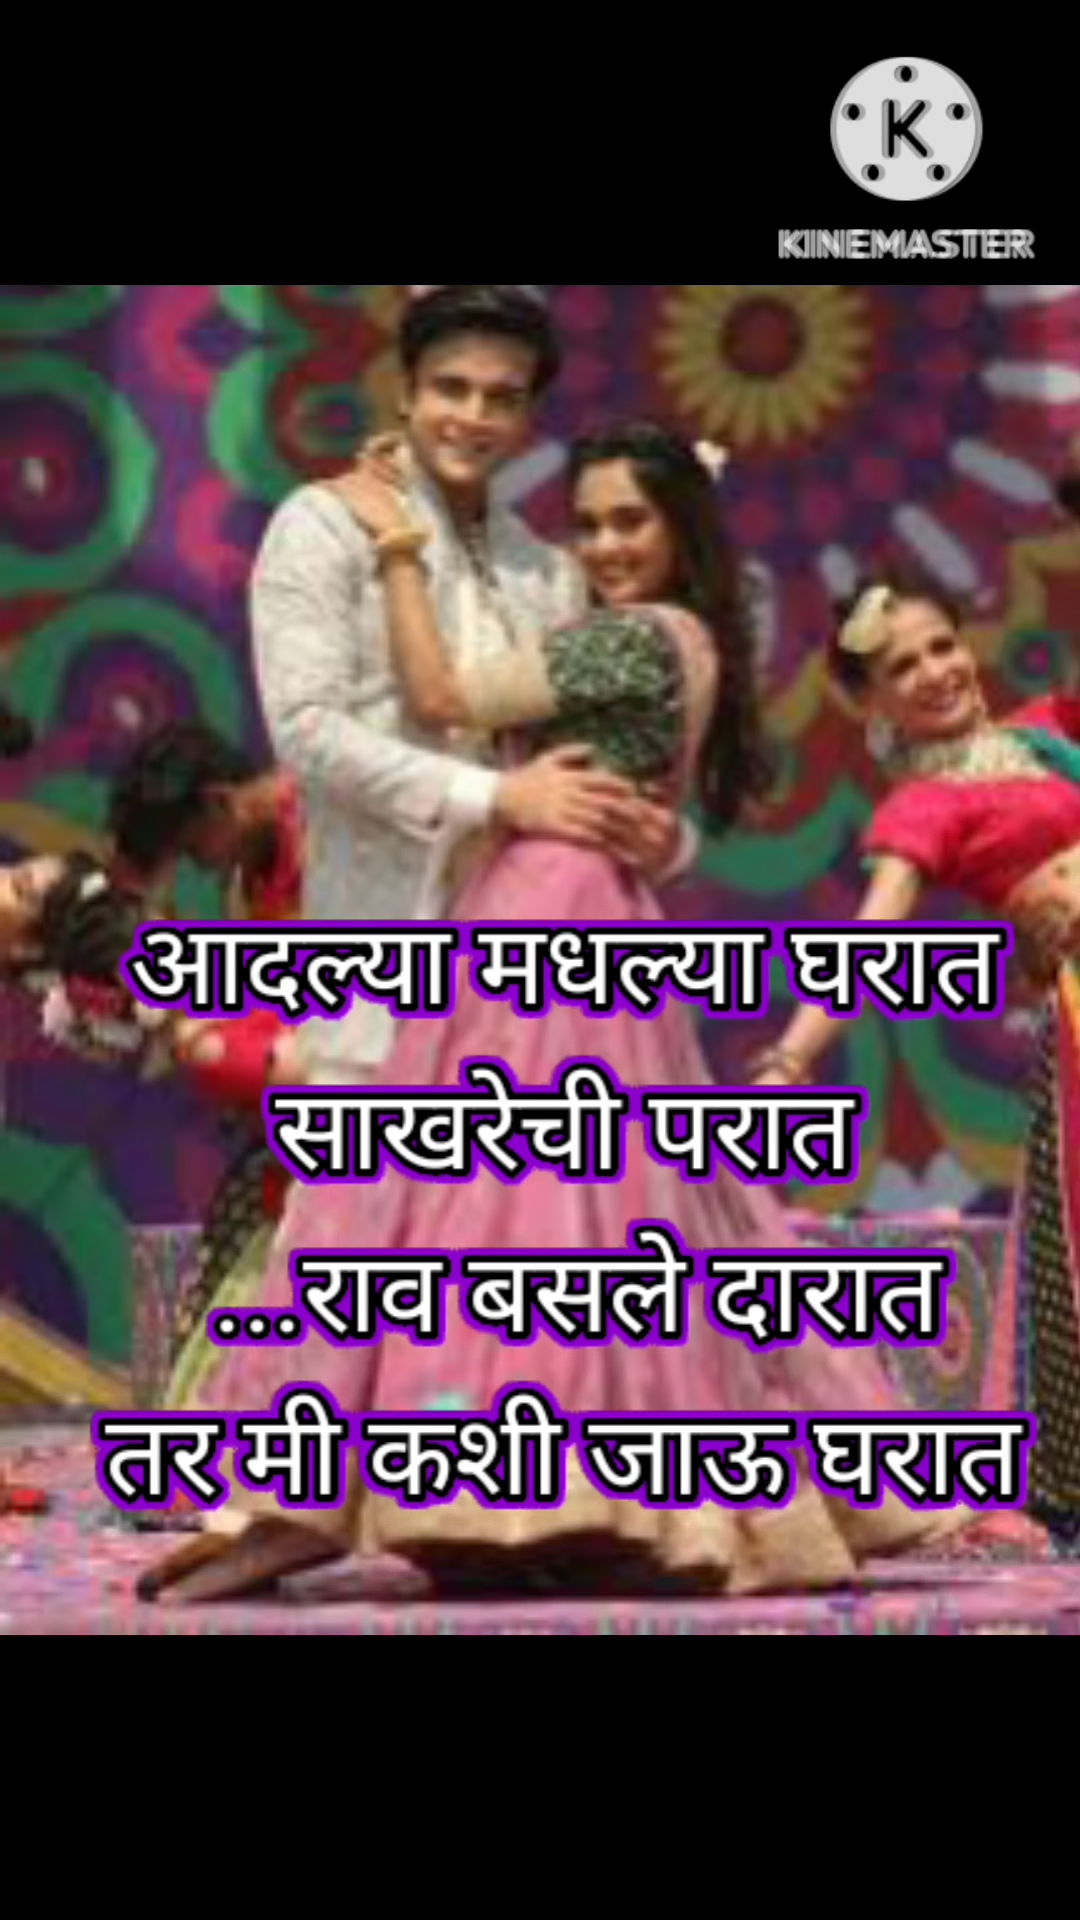 KINEMASTER
आदल्या मधल्या घरात
साखरेची परात
...राव बसले दारात
तर मी कशी जाऊ घरात